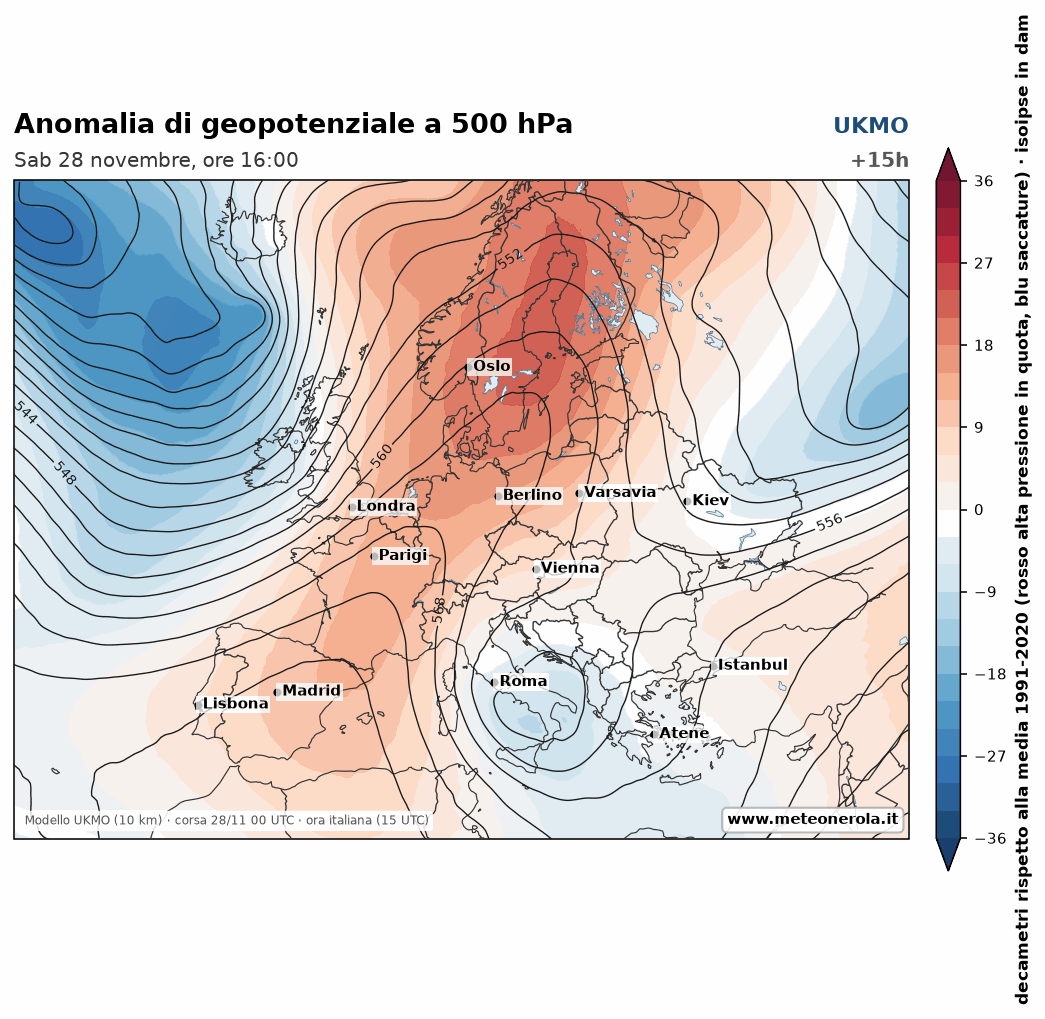 Anomalia di geopotenziale a 500 hPa
UKMO
Sab 28 novembre, ore 16:00
+15h
552
Oslo
544
560
548
Londra
Berlino
Varsavia
Kiev
556
Parigi
Vienna
568
Istanbul
Roma
Madrid
Lisbona
Atene
Modello UKMO (10 km) · corsa 28/11 00 UTC · ora italiana (15 UTC)
www.meteonerola.it
36
27
18
9
0
−9
−18
−27
−36
decametri rispetto alla media 1991-2020 (rosso alta pressione in quota, blu saccature) · isoipse in dam